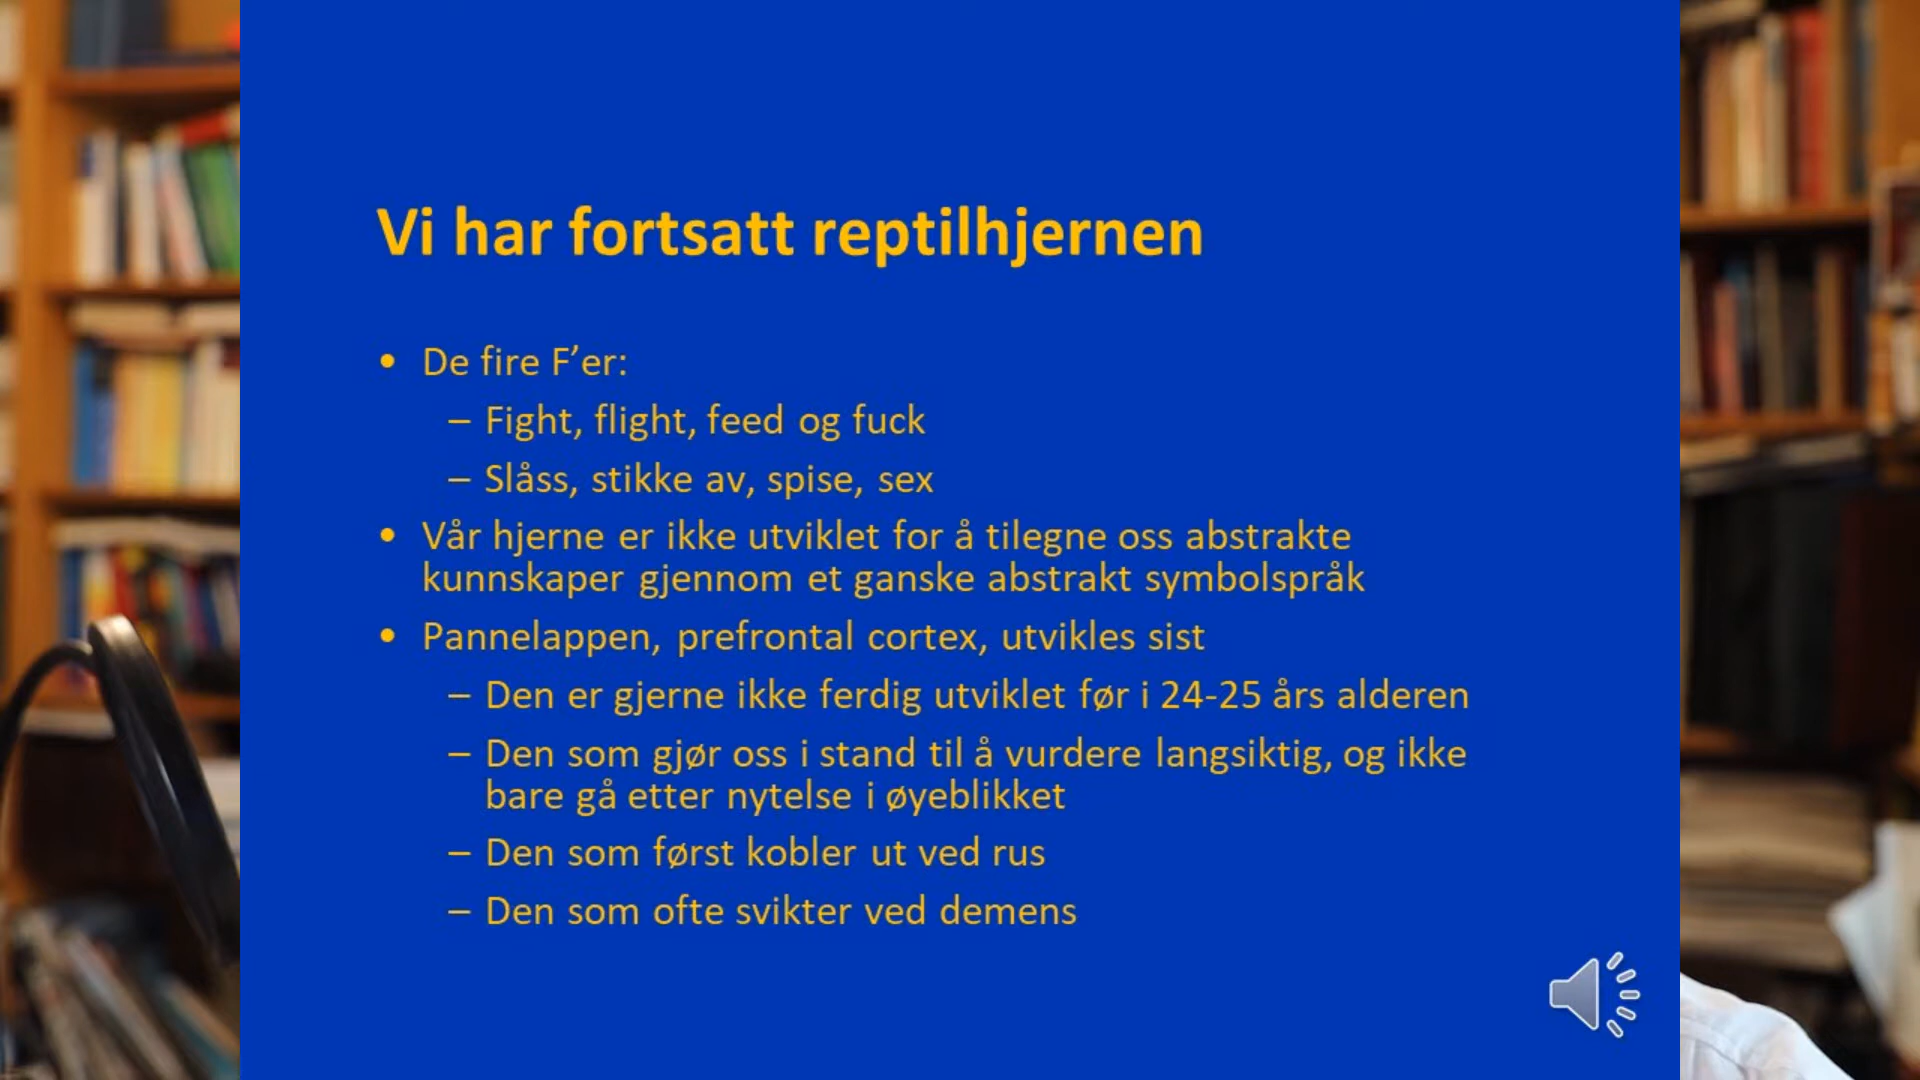 Vi har fortsatt reptilhjernen
• De fire F’er:
– Fight, flight, feed og fuck
– Slåss, stikke av, spise, sex
• Vår hjerne er ikke utviklet for å tilegne oss abstrakte
kunnskaper gjennom et ganske abstrakt symbolspråk
• Pannelappen, prefrontal cortex, utvikles sist
– Den er gjerne ikke ferdig utviklet før i 24-25 års alderen
– Den som gjør oss i stand til å vurdere langsiktig, og ikke
bare gå etter nytelse i øyeblikket
– Den som først kobler ut ved rus
– Den som ofte svikter ved demens